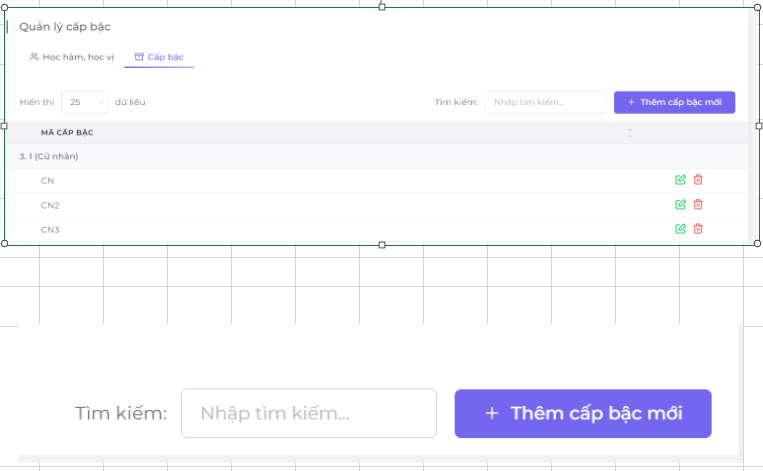 Quản lý cấp bậc
Học hàm, học vị Cấp bậc
Hiển thị 25 dữ liệu Tìm kiếm: Nhập tìm kiếm... + Thêm cấp bậc mới
MÃ CẤP BẬC
3. 1 (Cử nhân)
CN
CN2
CN3
Tìm kiếm: Nhập tìm kiếm... + Thêm cấp bậc mới